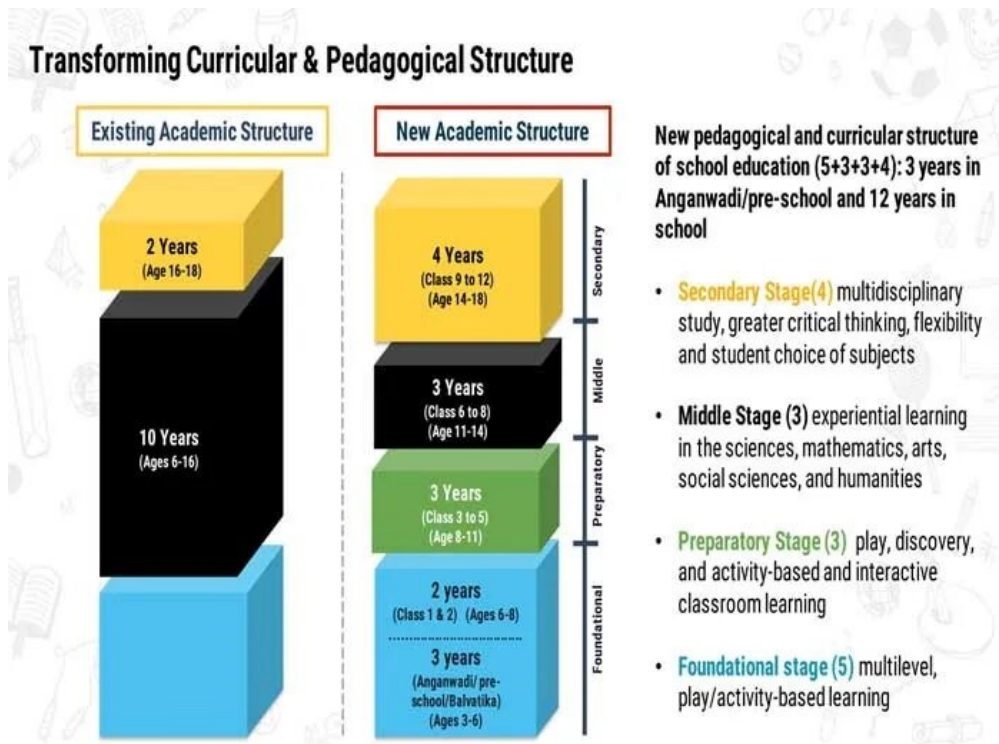 Transforming Curricular & Pedagogical Structure
Existing Academic Structure
2 Years
(Age 16-18)
10 Years
(Ages 6-16)
New Academic Structure
4 Years
(Class 9 to 12)
(Age 14-18)
Secondary
3 Years
(Class 6 to 8)
(Age 11-14)
Middle
3 Years
(Class 3 to 5)
(Age 8-11)
Preparatory
2 years
(Class 1 & 2) (Ages 6-8)
3 years
(Anganwadi/ pre-
school/Balvatika)
(Ages 3-6)
Foundational
New pedagogical and curricular structure
of school education (5+3+3+4): 3 years in
Anganwadi/pre-school and 12 years in
school
• Secondary Stage(4) multidisciplinary
study, greater critical thinking, flexibility
and student choice of subjects
• Middle Stage (3) experiential learning
in the sciences, mathematics, arts,
social sciences, and humanities
• Preparatory Stage (3) play, discovery,
and activity-based and interactive
classroom learning
• Foundational stage (5) multilevel,
play/activity-based learning